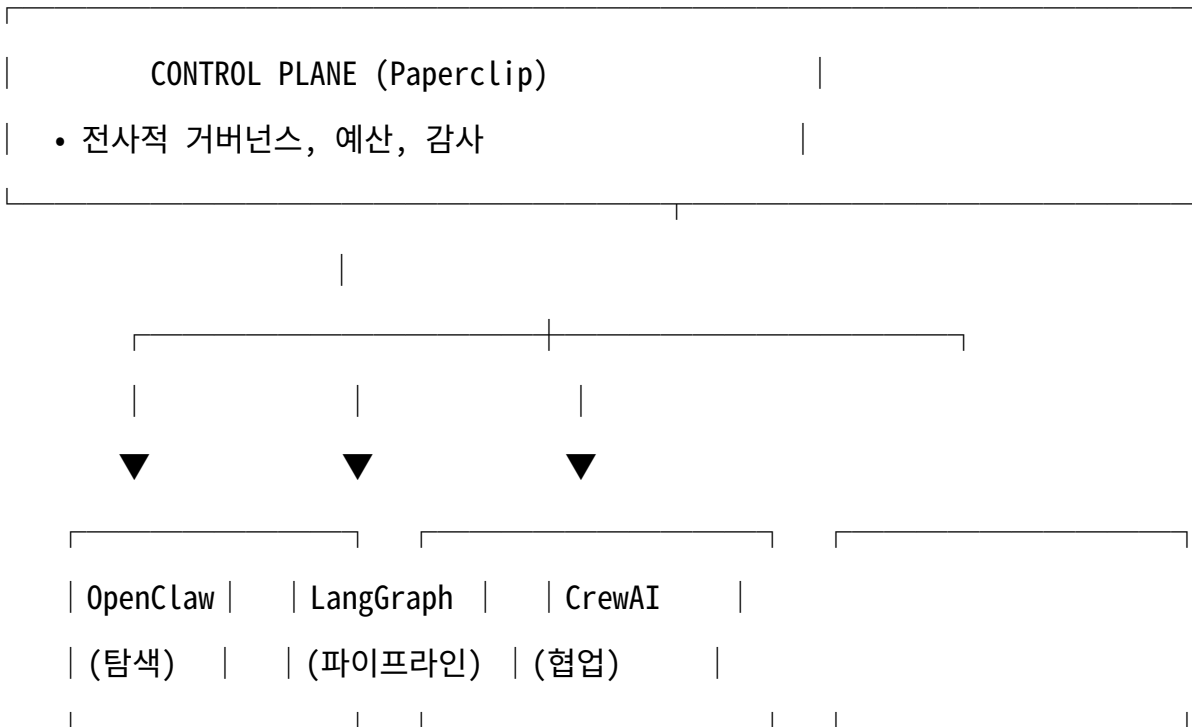 CONTROL PLANE (Paperclip)
• 전사적 거버넌스, 예산, 감사
OpenClaw LangGraph CrewAI
(탐색) (파이프라인) (협업)